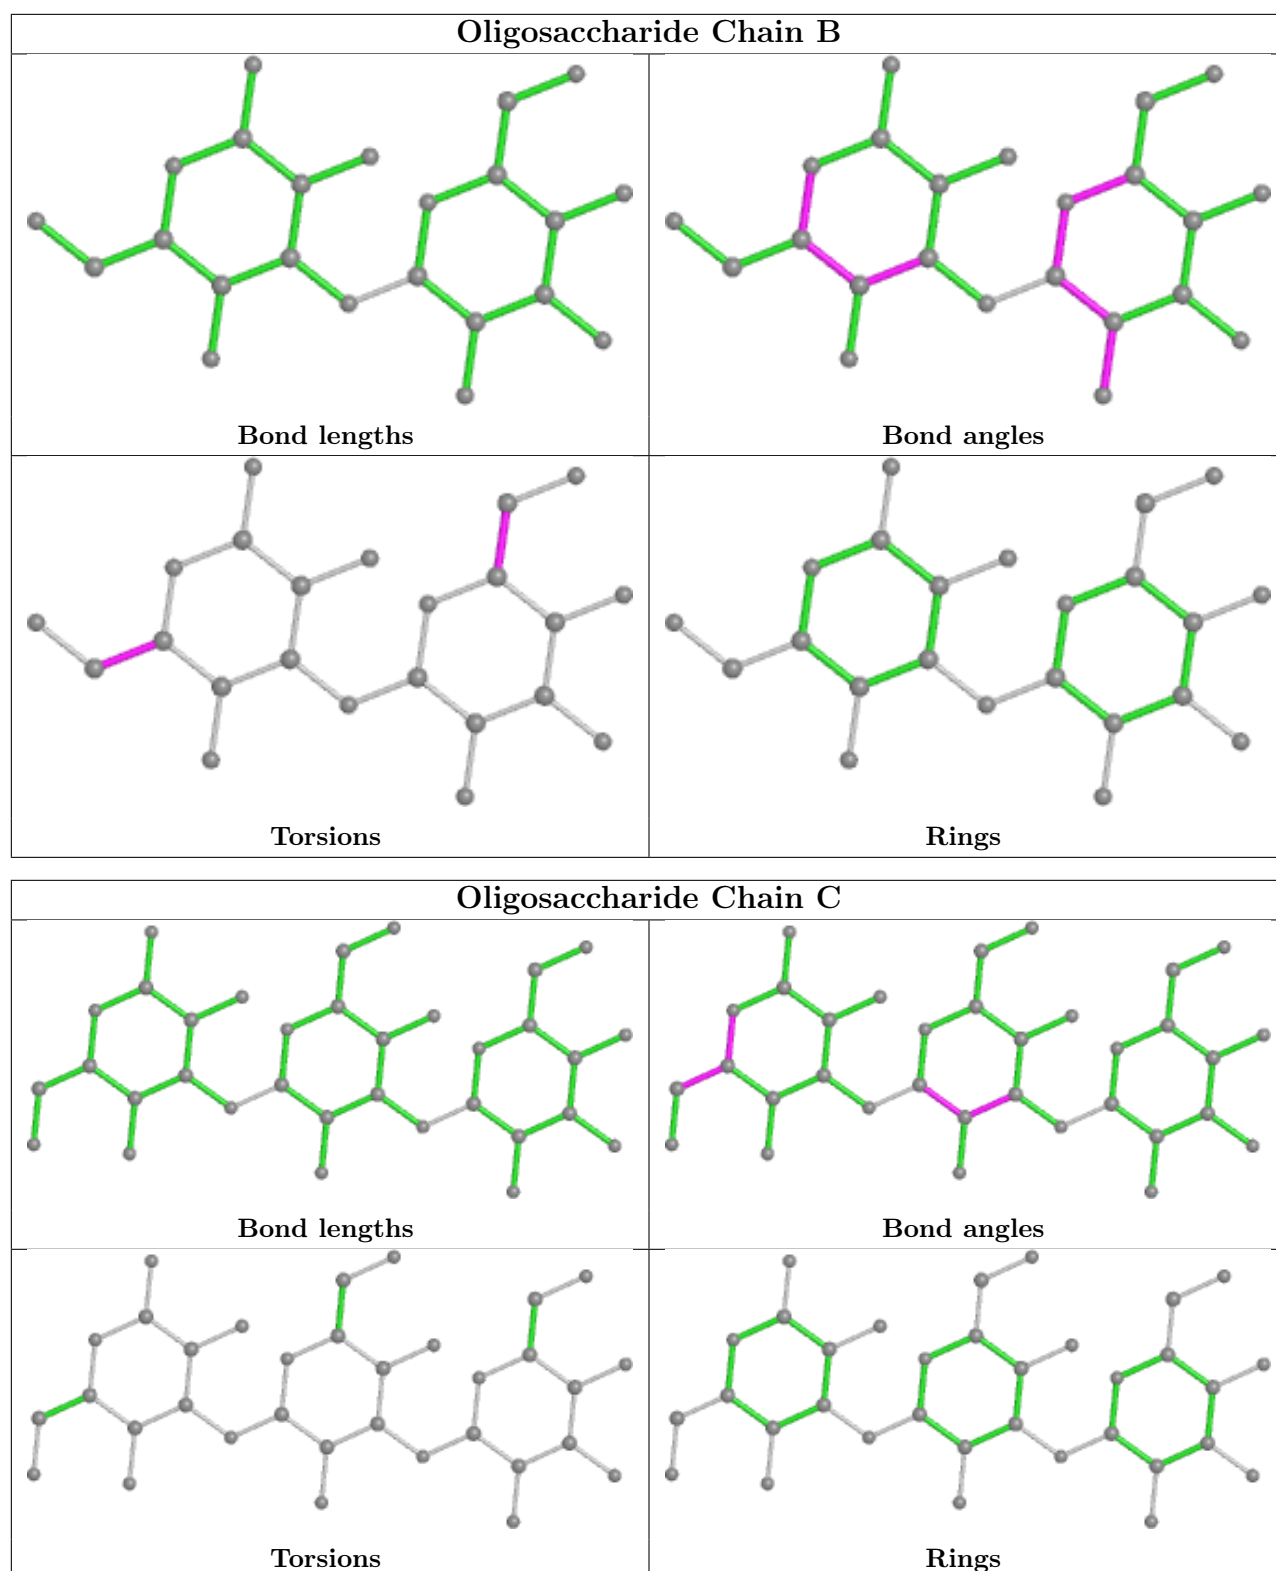 Oligosaccharide Chain B
Bond lengths
Bond angles
Torsions
Rings
Oligosaccharide Chain C
Bond lengths
Bond angles
Torsions
Rings